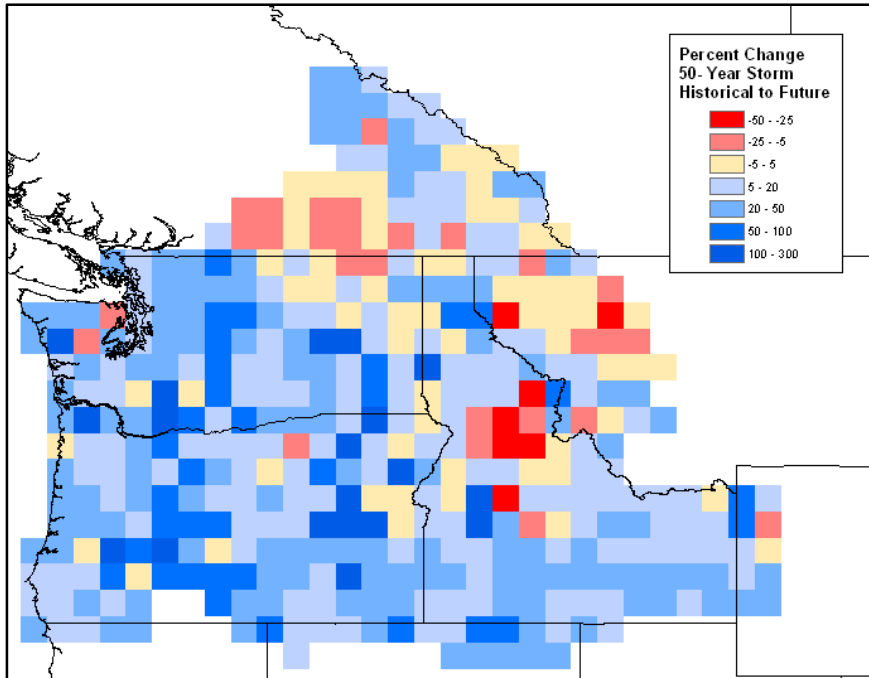 Percent Change
50- Year Storm
Historical to Future
-50 - -25
-25 - -5
-5 - 5
5 - 20
20 - 50
50 - 100
100 - 300